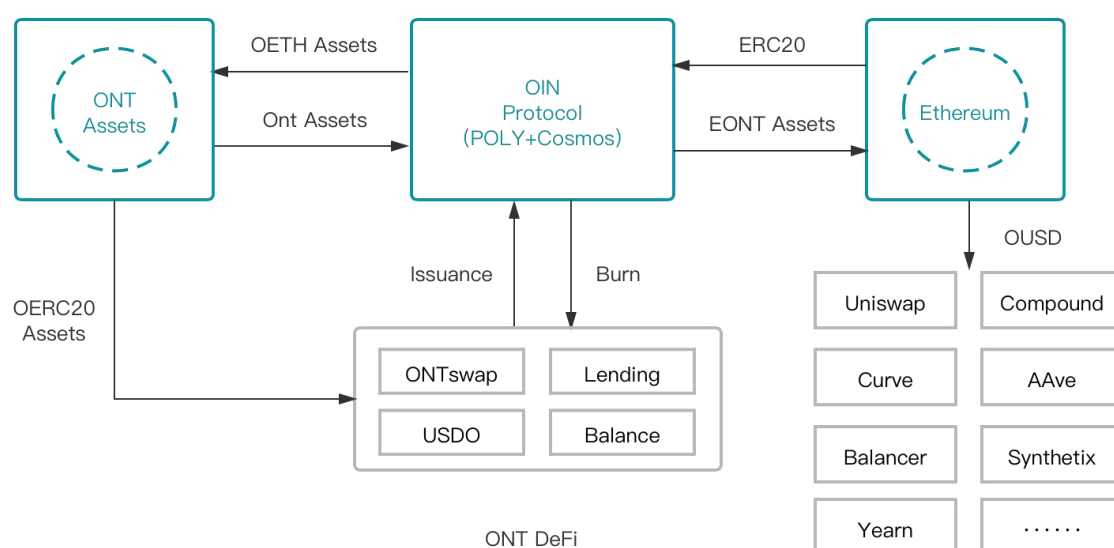 OETH Assets
ERC20
ONT
Assets
OIN
Protocol
(POLY+Cosmos)
Ethereum
Ont Assets
EONT Assets
OUSD
Issuance
Burn
OERC20
Assets
Uniswap
Compound
ONTswap
Lending
Curve
AAve
USDO
Balance
Balancer
Synthetix
Yearn
······
ONT DeFi